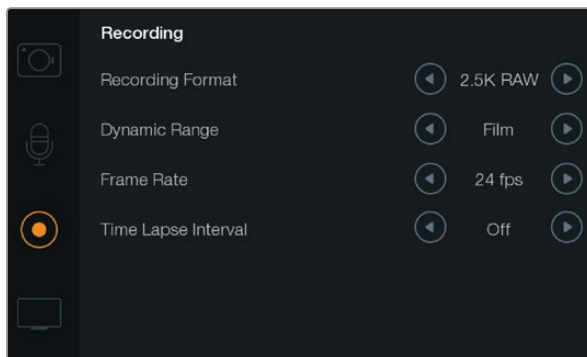 Recording
Recording Format 2.5K RAW
Dynamic Range Film
Frame Rate 24 fps
Time Lapse Interval Off